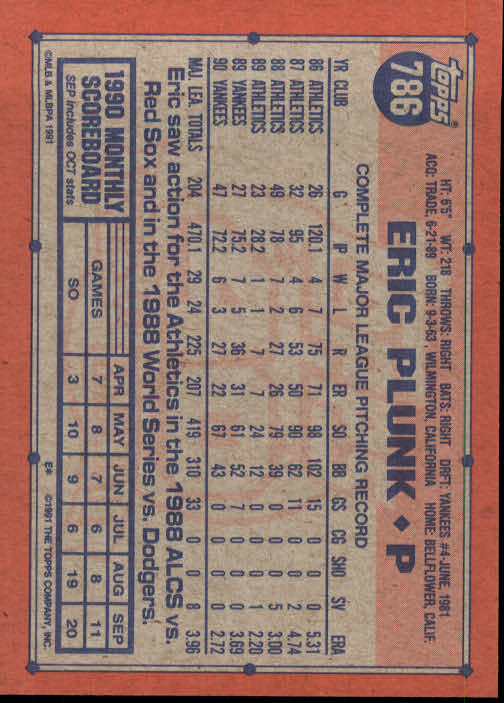 topps®
786
HT: 6'5" WT: 218 THROWS: RIGHT BATS: RIGHT DRFT: YANKEES #4-JUNE, 1981
ACQ: TRADE, 6-21-89 BORN: 9-3-63, WILMINGTON, CALIFORNIA HOME: BELLFLOWER, CALIF.
ERIC PLUNK ♦ P
COMPLETE MAJOR LEAGUE PITCHING RECORD
YR CLUB G IP W L R ER SO BB GS CG SHO SV ERA
86 ATHLETICS 26 120.1 4 7 75 71 98 102 15 0 0 0 5.31
87 ATHLETICS 32 95 4 6 53 50 90 62 11 0 0 2 4.74
88 ATHLETICS 49 78 7 2 27 26 79 39 0 0 0 5 3.00
89 ATHLETICS 23 28.2 1 1 7 7 24 12 0 0 0 1 2.20
89 YANKEES 27 75.2 7 5 36 31 61 52 7 0 0 0 3.69
90 YANKEES 47 72.2 6 3 27 22 67 43 0 0 0 0 2.72
MAJ. LEA. TOTALS 204 470.1 29 24 225 207 419 310 33 0 0 8 3.96
Eric saw action for the Athletics in the 1988 ALCS vs.
Red Sox and in the 1988 World Series vs. Dodgers.
1990 MONTHLY
SCOREBOARD
SEP includes OCT stats
APR MAY JUN JUL AUG SEP
GAMES 7 8 7 6 8 11
SO 3 10 9 6 19 20
©MLB & MLBPA 1991
E* ©1991 THE TOPPS COMPANY, INC.